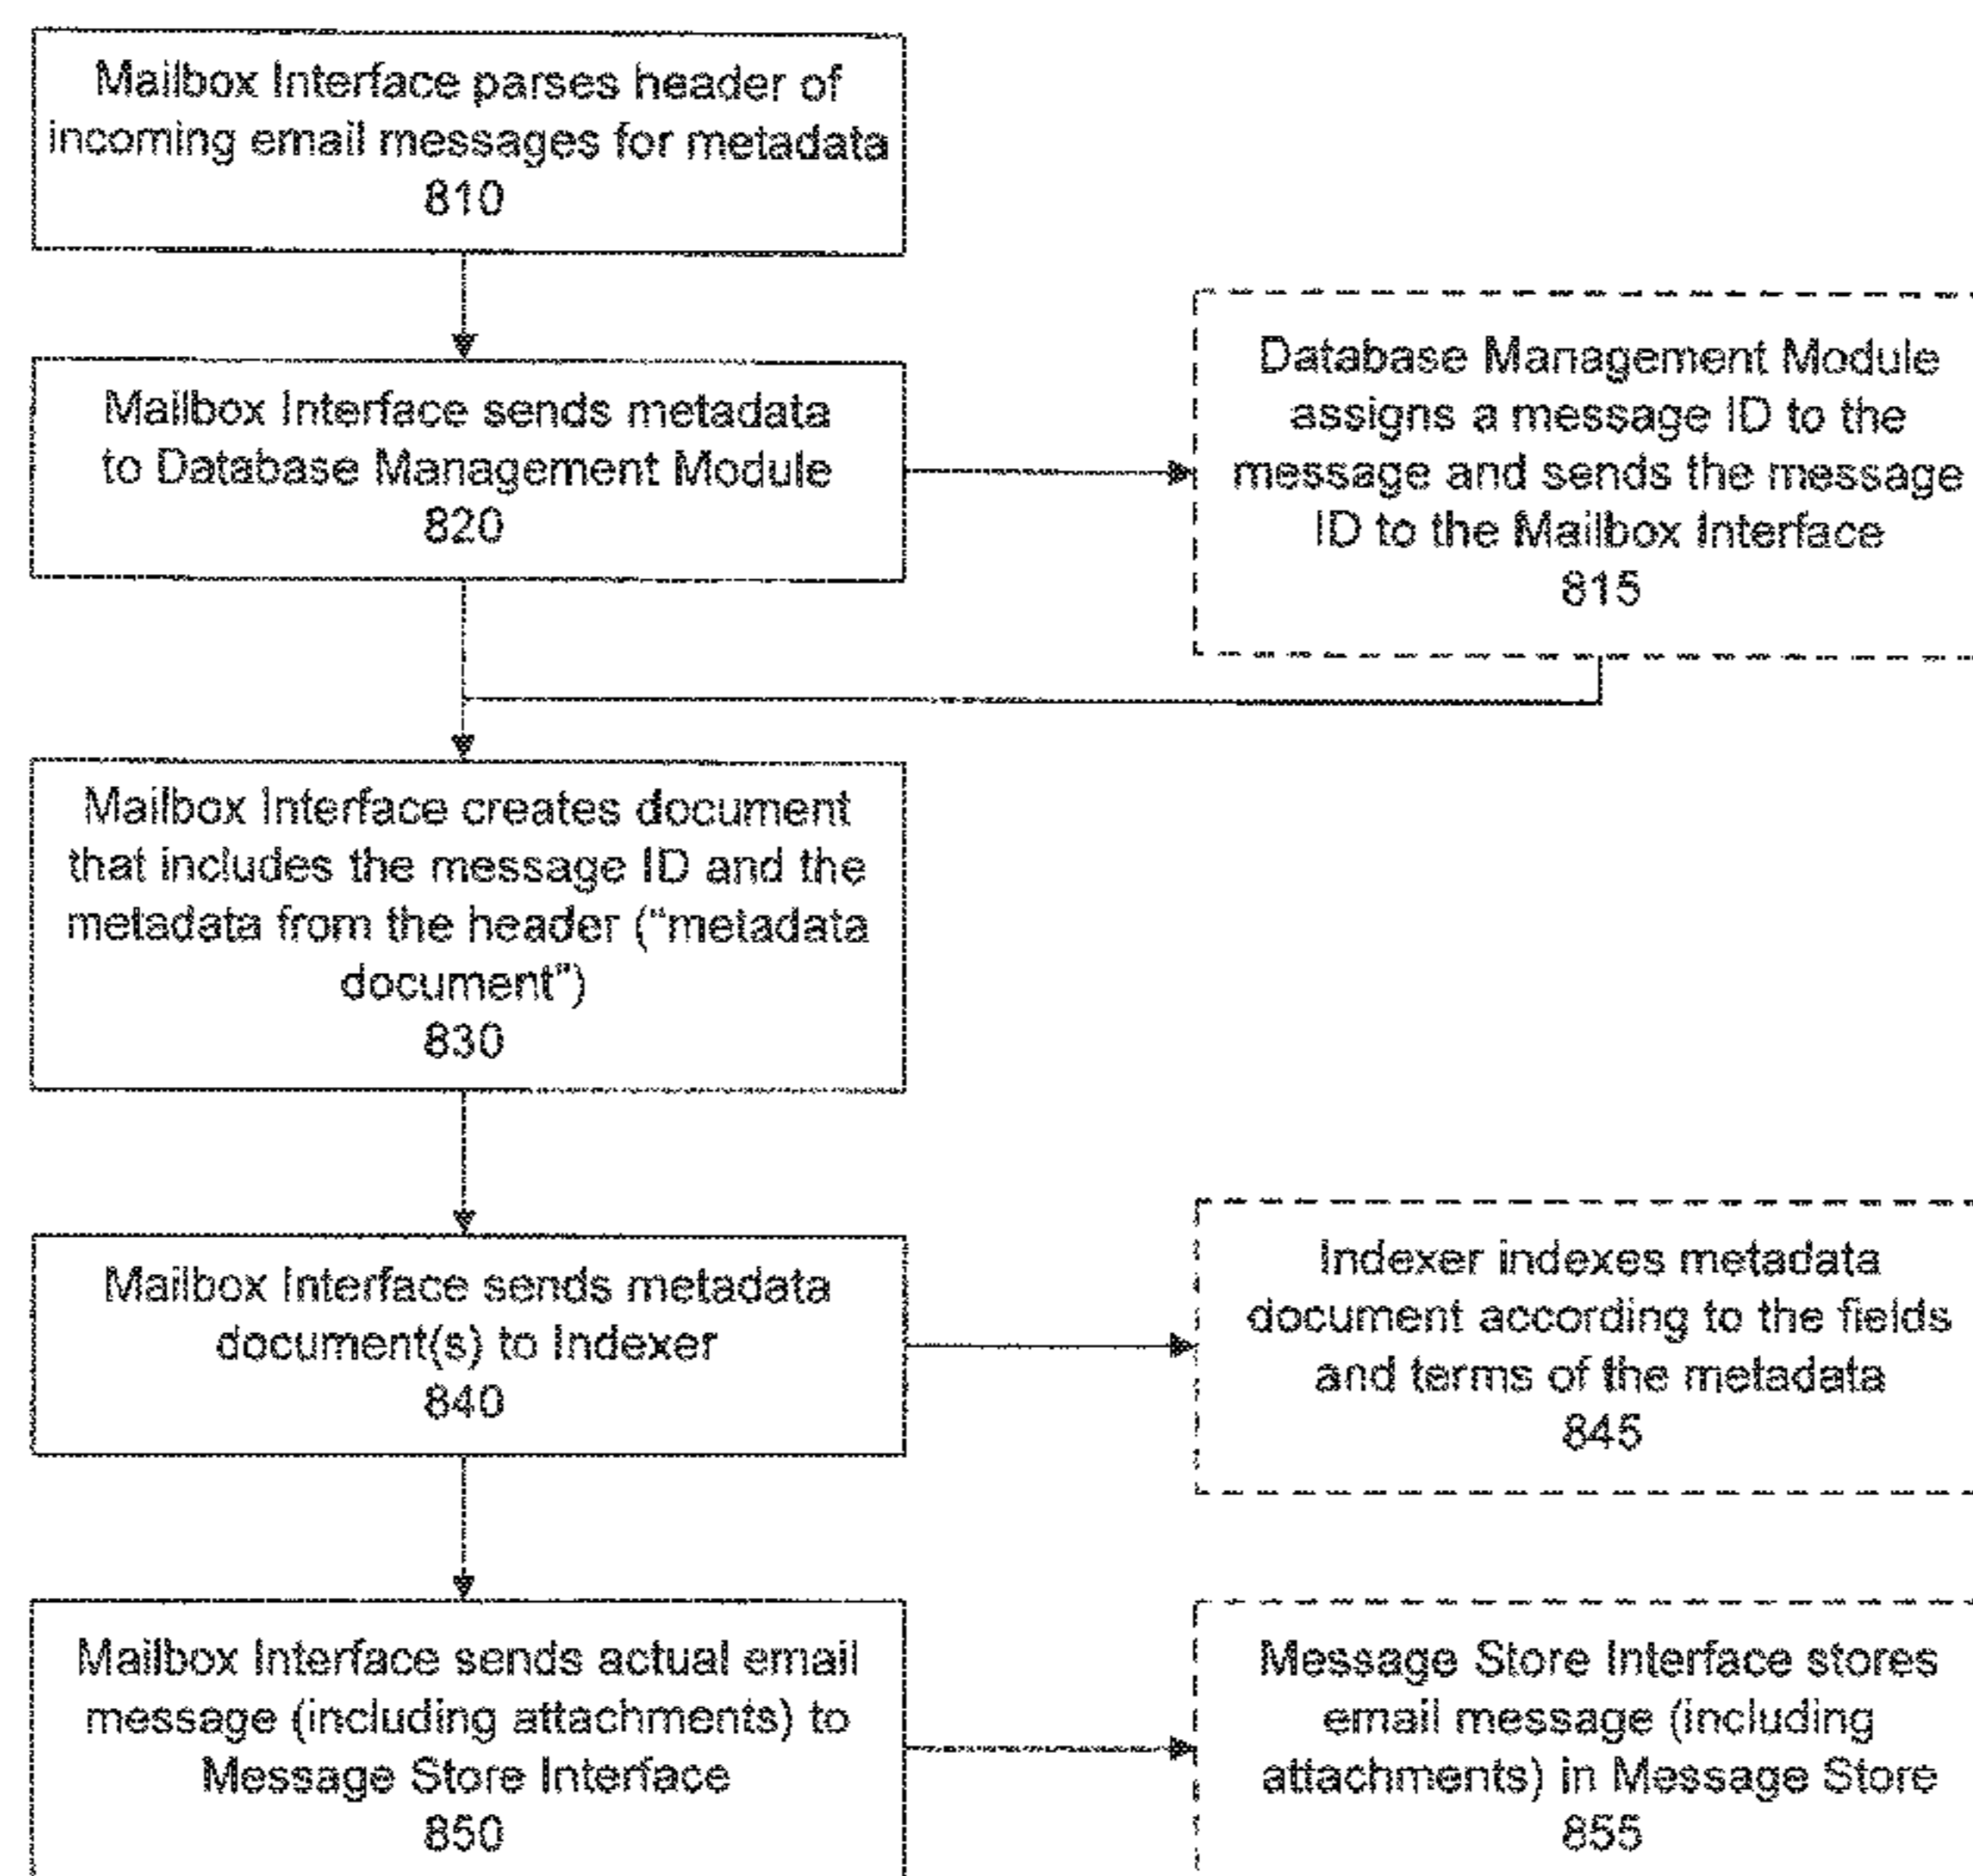 Mailbox Interface parses header of
incoming email messages for metadata
810
Mailbox Interface sends metadata
to Database Management Module
820
Database Management Module
assigns a message ID to the
message and sends the message
ID to the Mailbox Interface
815
Mailbox Interface creates document
that includes the message ID and the
metadata from the header (“metadata
document”)
830
Mailbox Interface sends metadata
document(s) to Indexer
840
Indexer indexes metadata
document according to the fields
and terms of the metadata
845
Mailbox Interface sends actual email
message (including attachments) to
Message Store Interface
850
Message Store Interface stores
email message (including
attachments) in Message Store
855